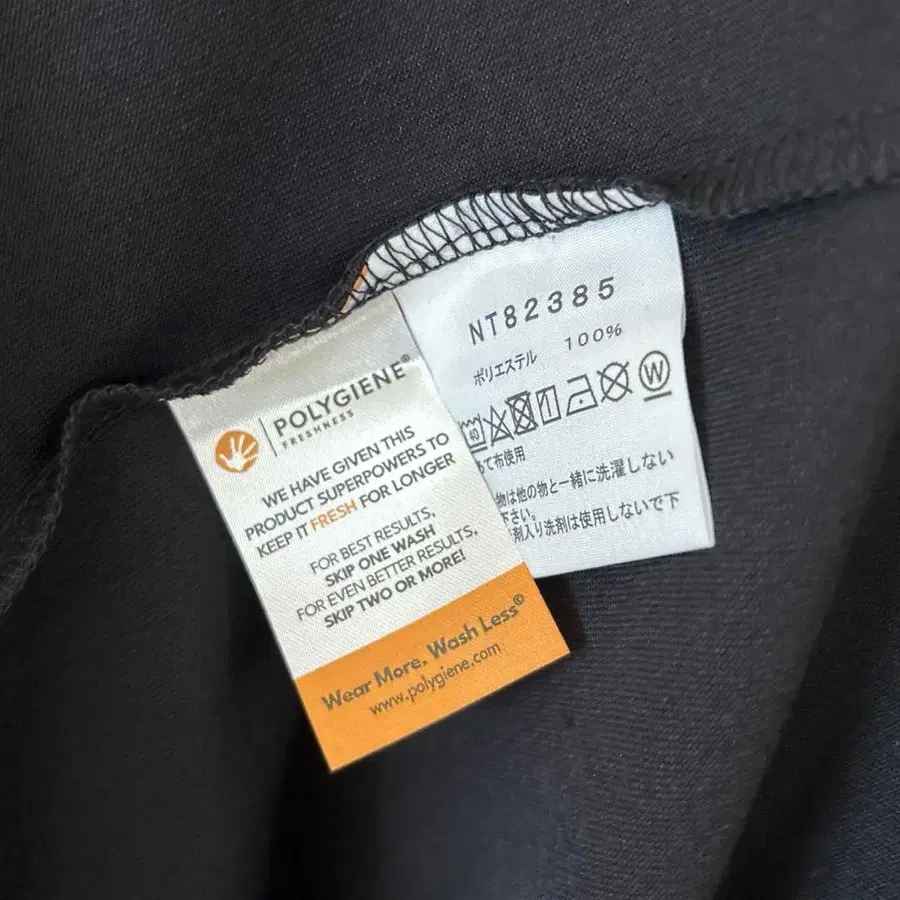 POLYGIENE®
FRESHNESS
WE HAVE GIVEN THIS
PRODUCT SUPERPOWERS TO
KEEP IT FRESH FOR LONGER
FOR BEST RESULTS,
SKIP ONE WASH
FOR EVEN BETTER RESULTS,
SKIP TWO OR MORE!
Wear More. Wash Less©
www.polygiene.com
NT82385
ポリエステル 100%
40 W
て布使用
物は他の物と一緒に洗濯しない
下さい。
剤入り洗剤は使用しないで下